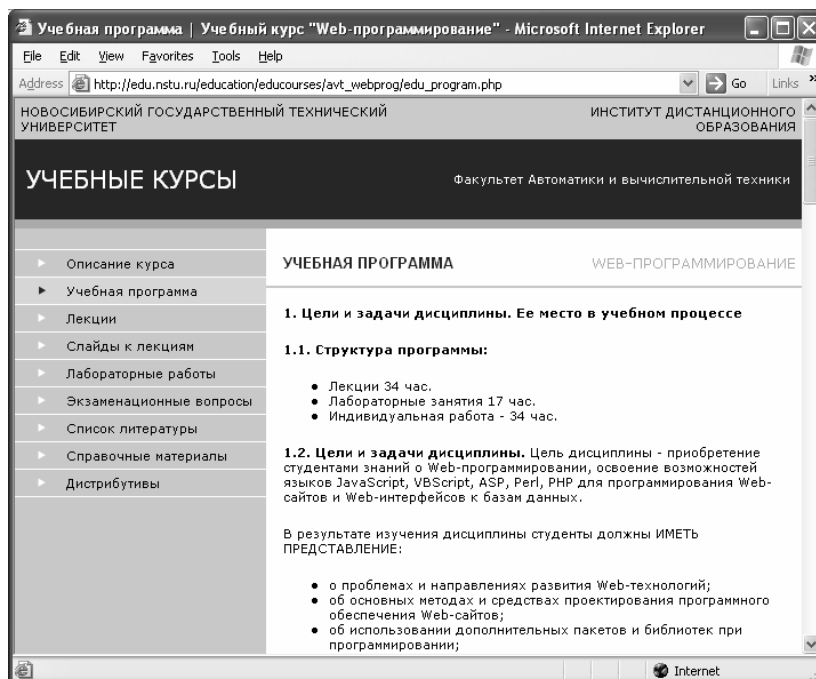 Учебная программа | Учебный курс "Web-программирование" - Microsoft Internet Explorer
File Edit View Favorites Tools Help
Address http://edu.nstu.ru/education/educourses/avt_webprog/edu_program.php Go Links »
НОВОСИБИРСКИЙ ГОСУДАРСТВЕННЫЙ ТЕХНИЧЕСКИЙ
УНИВЕРСИТЕТ
ИНСТИТУТ ДИСТАНЦИОННОГО
ОБРАЗОВАНИЯ
УЧЕБНЫЕ КУРСЫ
Факультет Автоматики и вычислительной техники
Описание курса
Учебная программа
Лекции
Слайды к лекциям
Лабораторные работы
Экзаменационные вопросы
Список литературы
Справочные материалы
Дистрибутивы
УЧЕБНАЯ ПРОГРАММА
WEB-ПРОГРАММИРОВАНИЕ
1. Цели и задачи дисциплины. Ее место в учебном процессе
1.1. Структура программы:
● Лекции 34 час.
● Лабораторные занятия 17 час.
● Индивидуальная работа - 34 час.
1.2. Цели и задачи дисциплины. Цель дисциплины - приобретение
студентами знаний о Web-программировании, освоение возможностей
языков JavaScript, VBScript, ASP, Perl, PHP для программирования Web-
сайтов и Web-интерфейсов к базам данных.
В результате изучения дисциплины студенты должны ИМЕТЬ
ПРЕДСТАВЛЕНИЕ:
● о проблемах и направлениях развития Web-технологий;
● об основных методах и средствах проектирования программного
обеспечения Web-сайтов;
● об использовании дополнительных пакетов и библиотек при
программировании;
Internet